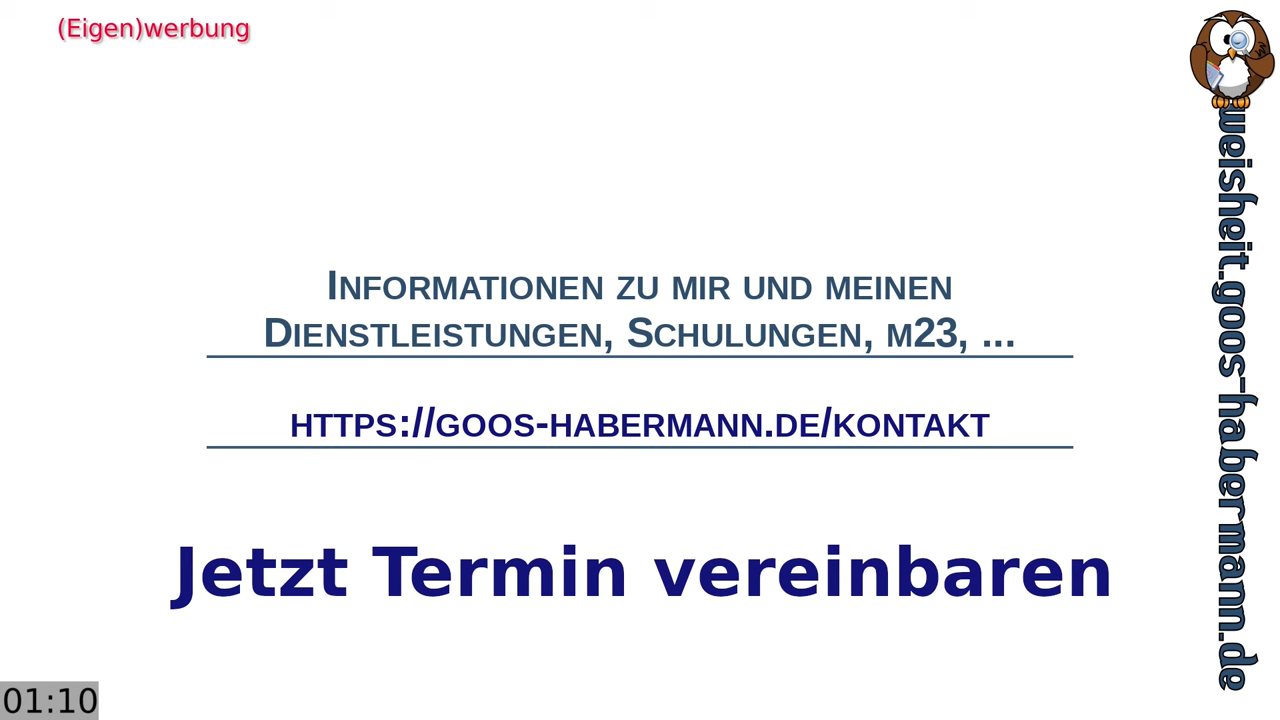 (Eigen)werbung
Informationen zu mir und meinen
Dienstleistungen, Schulungen, m23, ...
https://goos-habermann.de/kontakt
Jetzt Termin vereinbaren
01:10
weisheit.goos-habermann.de